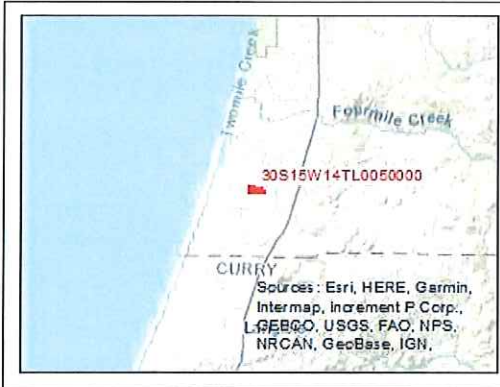 Twomile Creek
Fourmile Creek
30S15W14TL0050000
CURRY
Sources: Esri, HERE, Garmin,
Intermap, increment P Corp.,
GEBCO, USGS, FAO, NPS,
NRCAN, GeoBase, IGN,